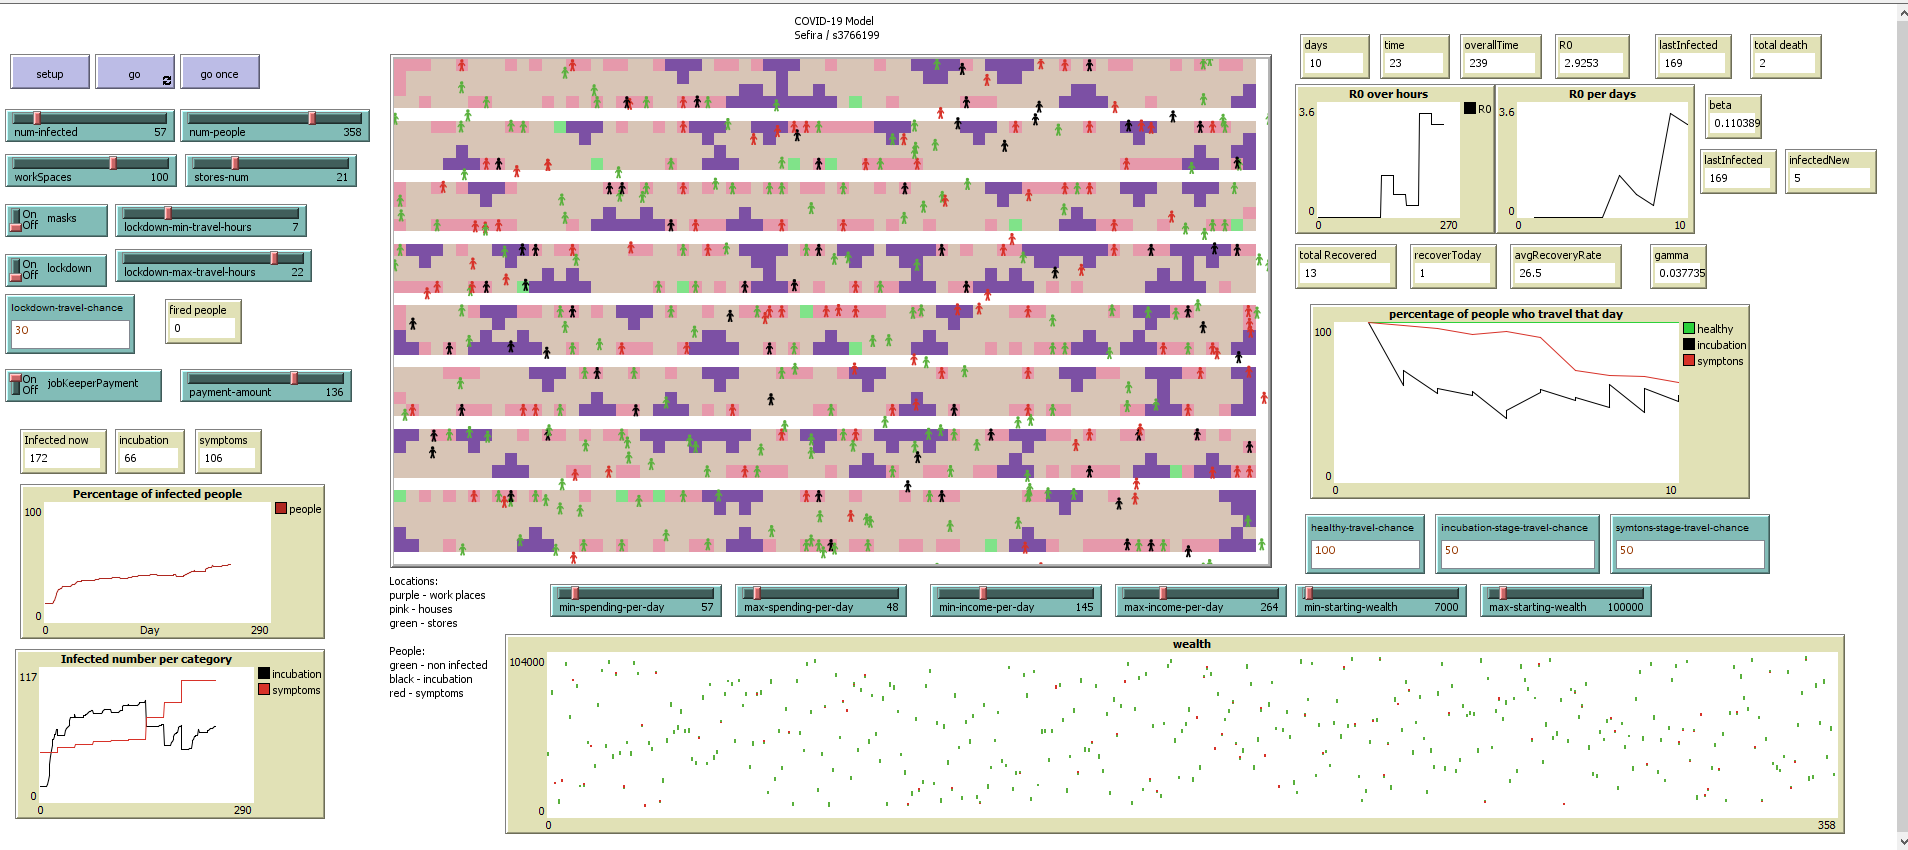 COVID-19 Model
Sefira / s3766199
setup
go
go once
num-infected 57
num-people 358
workSpaces 100
stores-num 21
On
Off
masks
lockdown-min-travel-hours 7
On
Off
lockdown
lockdown-max-travel-hours 22
lockdown-travel-chance
30
fired people
0
On
Off
jobKeeperPayment
payment-amount 136
Infected now
172
incubation
66
symptoms
106
Percentage of infected people
100
0
0
Day
290
people
Infected number per category
117
0
0
290
incubation
symptoms
Locations:
purple - work places
pink - houses
green - stores
People:
green - non infected
black - incubation
red - symptoms
days
10
time
23
overallTime
239
R0
2.9253
lastInfected
169
total death
2
R0 over hours
3.6
0
0
270
R0
R0 per days
3.6
0
0
10
beta
0.110389
lastInfected
169
infectedNew
5
total Recovered
13
recoverToday
1
avgRecoveryRate
26.5
gamma
0.037735
percentage of people who travel that day
100
0
0
10
healthy
incubation
symptons
healthy-travel-chance
100
incubation-stage-travel-chance
50
symtons-stage-travel-chance
50
min-spending-per-day 57
max-spending-per-day 48
min-income-per-day 145
max-income-per-day 264
min-starting-wealth 7000
max-starting-wealth 100000
wealth
104000
0
0
358